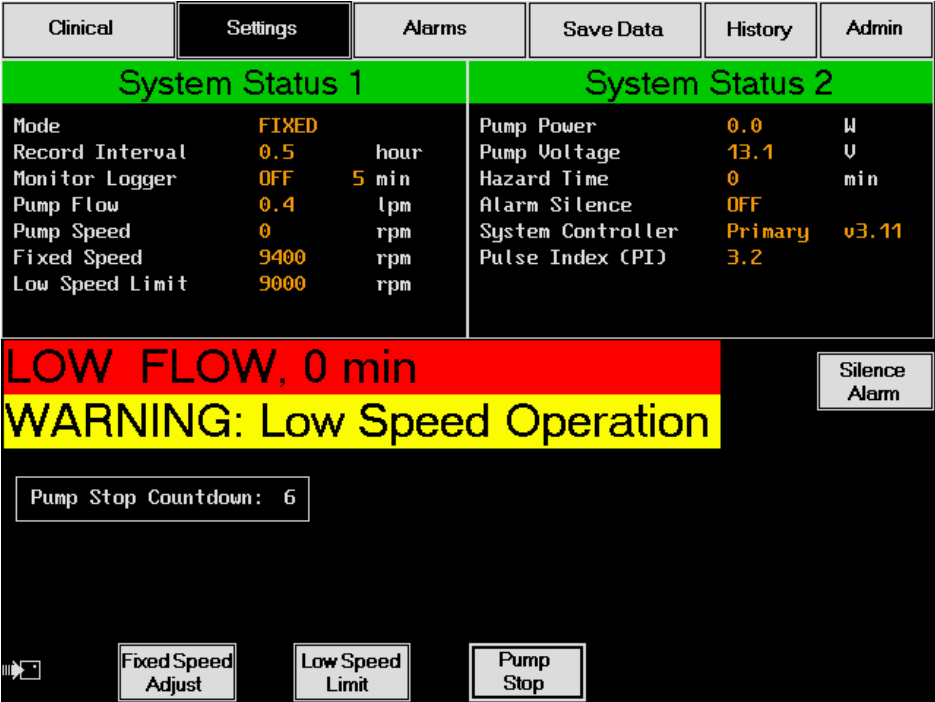 Clinical Settings Alarms Save Data History Admin
System Status 1
Mode FIXED
Record Interval 0.5 hour
Monitor Logger OFF 5 min
Pump Flow 0.4 lpm
Pump Speed 0 rpm
Fixed Speed 9400 rpm
Low Speed Limit 9000 rpm
System Status 2
Pump Power 0.0 W
Pump Voltage 13.1 V
Hazard Time 0 min
Alarm Silence OFF
System Controller Primary v3.11
Pulse Index (PI) 3.2
LOW FLOW, 0 min
WARNING: Low Speed Operation
Silence
Alarm
Pump Stop Countdown: 6
Fixed Speed
Adjust
Low Speed
Limit
Pump
Stop